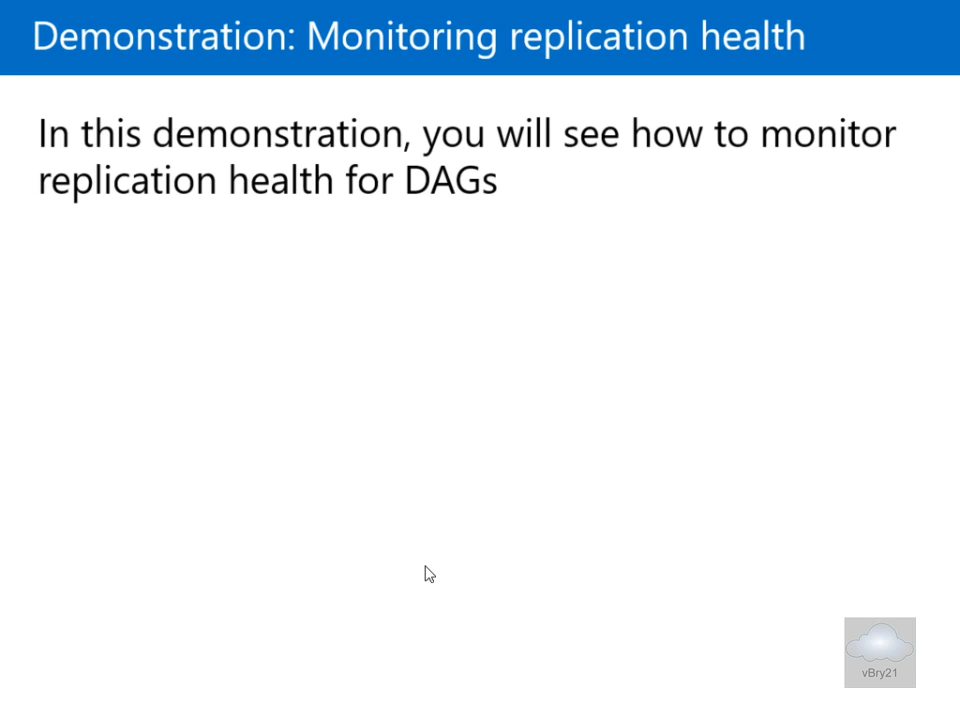 Demonstration: Monitoring replication health
In this demonstration, you will see how to monitor
replication health for DAGs
vBry21